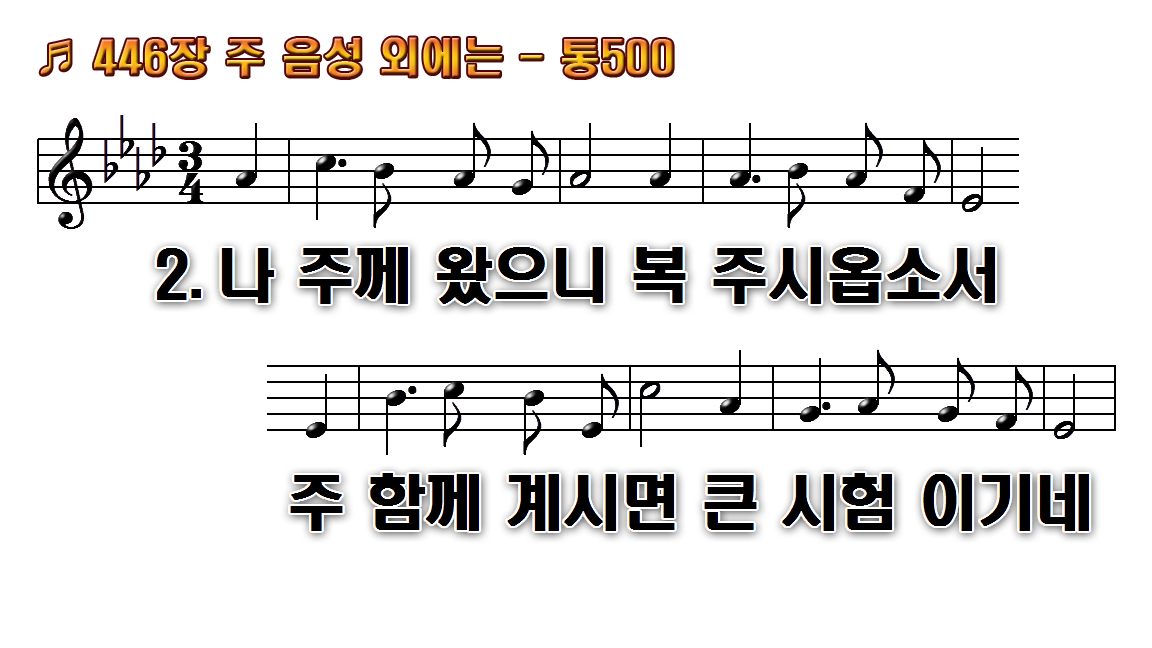 ♬ 446장 주 음성 외에는 - 통500
3
4
2. 나 주께 왔으니 복 주시옵소서
주 함께 계시면 큰 시험 이기네